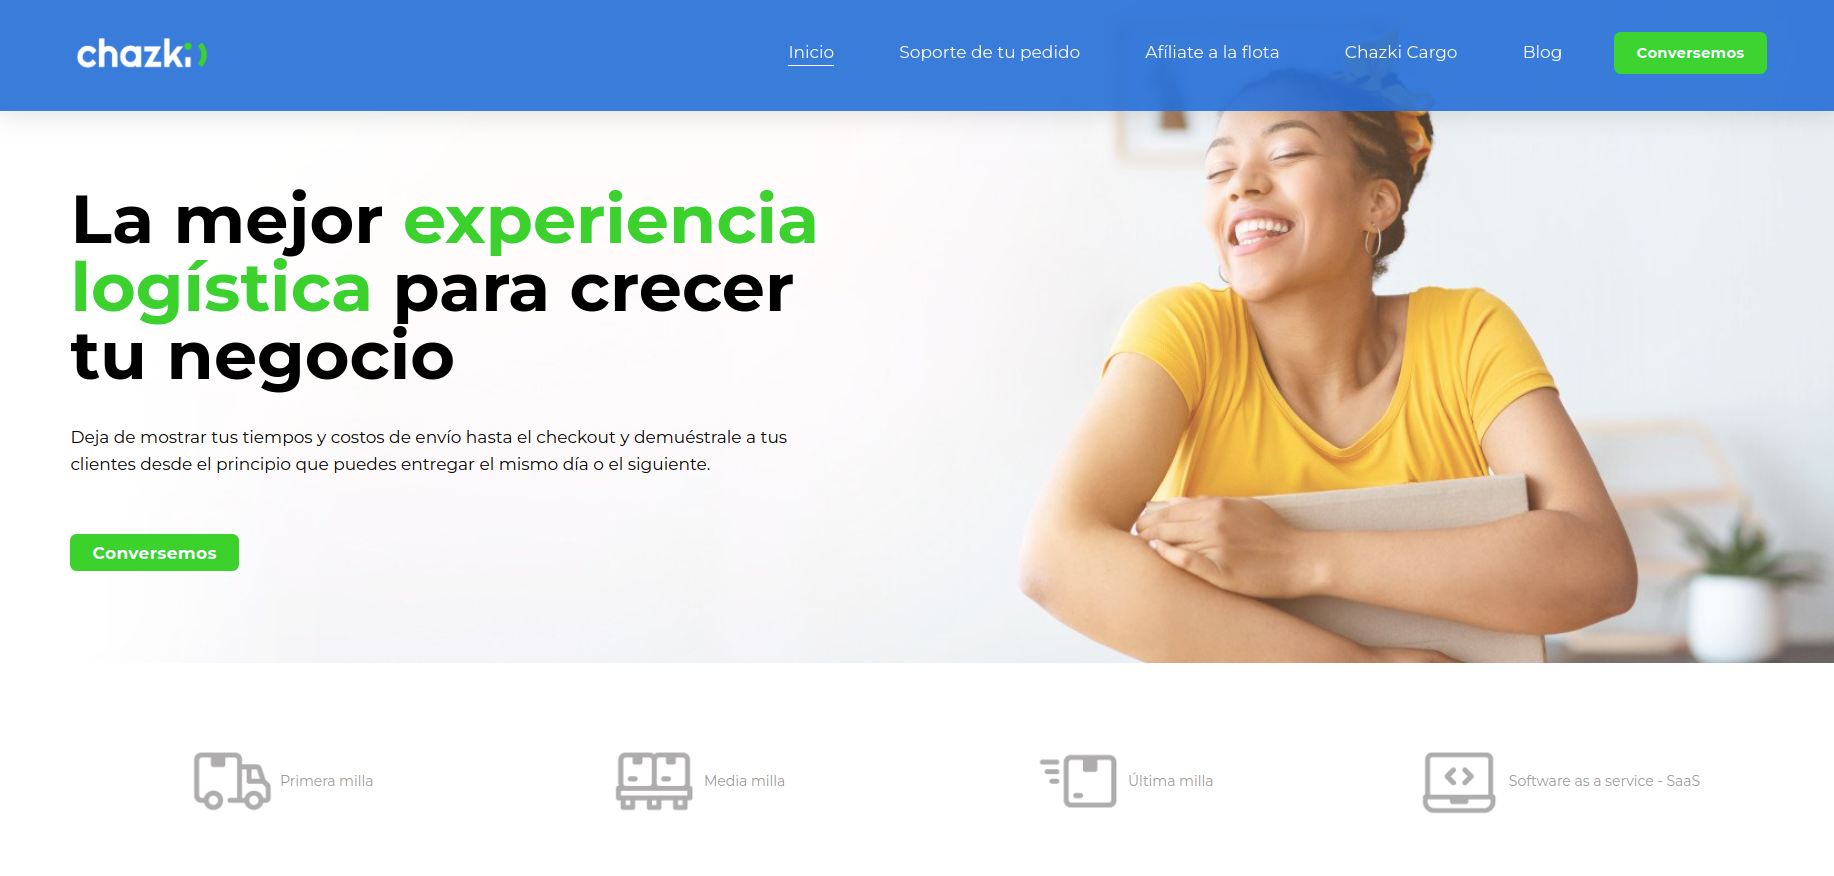 chazki
Inicio
Soporte de tu pedido
Afíliate a la flota
Chazki Cargo
Blog
Conversemos
La mejor experiencia
logística para crecer
tu negocio
Deja de mostrar tus tiempos y costos de envío hasta el checkout y demuéstrale a tus
clientes desde el principio que puedes entregar el mismo día o el siguiente.
Conversemos
Primera milla
Media milla
Última milla
Software as a service - SaaS